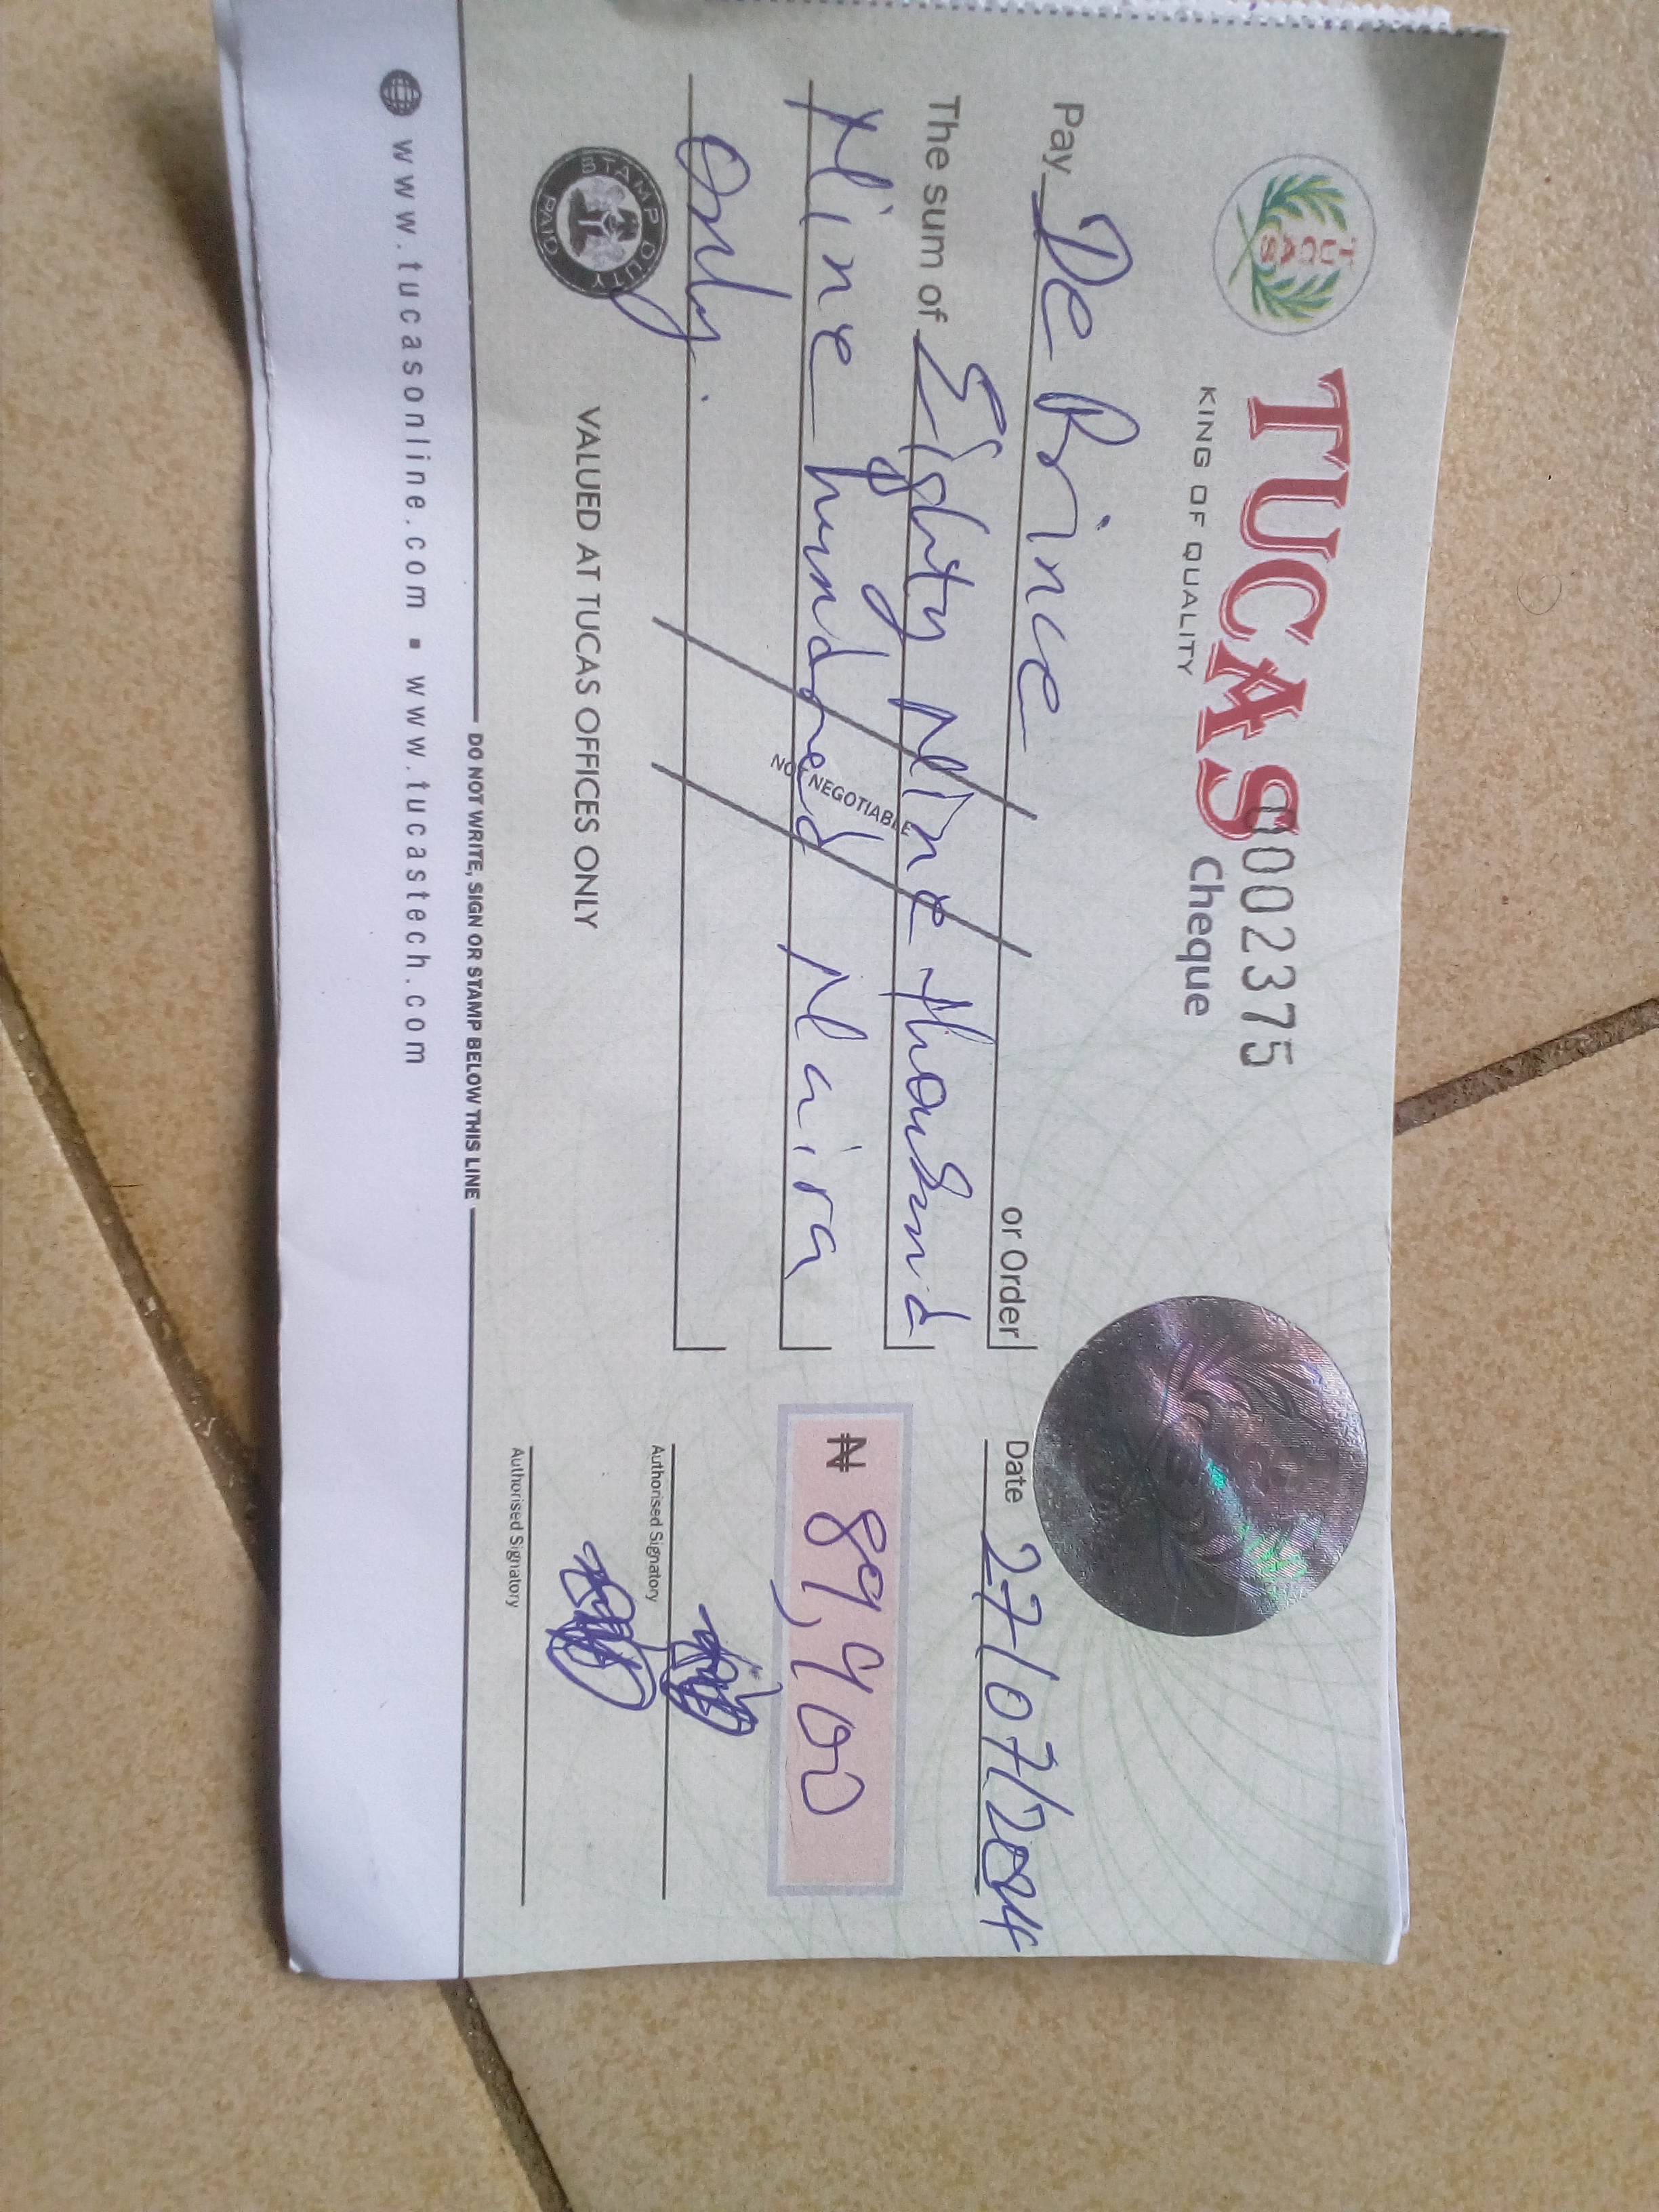 TUCAS
TUCAS
0002375
KING OF QUALITY
Cheque
Pay De Prince or Order
Date 27/07/2024
The sum of Eighty Nine thousand
Nine hundred Naira
₦ 89,900
only.
NOT NEGOTIABLE
Authorised Signatory
STAMP DUTY PAID
VALUED AT TUCAS OFFICES ONLY
Authorised Signatory
DO NOT WRITE, SIGN OR STAMP BELOW THIS LINE
www.tucasonline.com ▪ www.tucastech.com